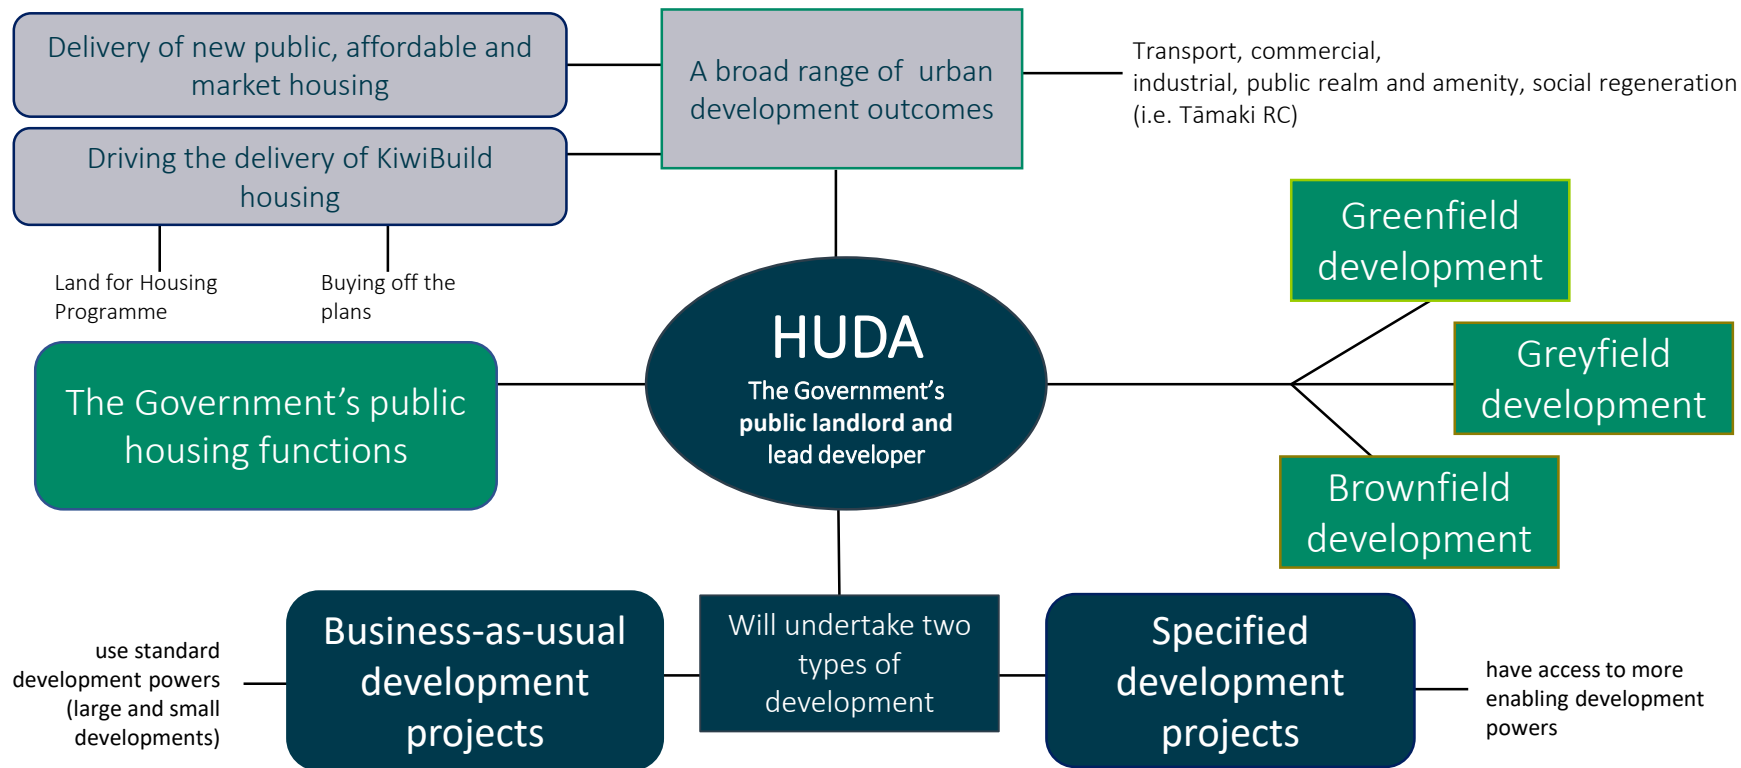 Delivery of new public, affordable and
market housing
Driving the delivery of KiwiBuild
housing
Land for Housing
Programme
Buying off the
plans
A broad range of urban
development outcomes
Transport, commercial,
industrial, public realm and amenity, social regeneration
(i.e. Tāmaki RC)
The Government's public
housing functions
HUDA
The Government's
public landlord and
lead developer
Greenfield
development
Greyfield
development
Brownfield
development
use standard
development powers
(large and small
developments)
Business-as-usual
development
projects
Will undertake two
types of
development
Specified
development
projects
have access to more
enabling development
powers